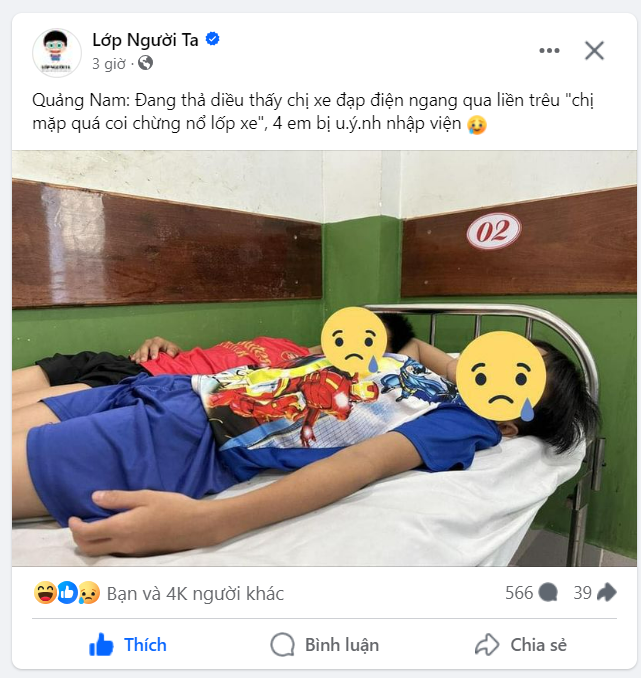 Lớp Người Ta
3 giờ ·
Quảng Nam: Đang thả diều thấy chị xe đạp điện ngang qua liền trêu "chị
mặp quá coi chừng nổ lốp xe", 4 em bị u.ý.nh nhập viện 😥
02
Bạn và 4K người khác
566
39
Thích
Bình luận
Chia sẻ